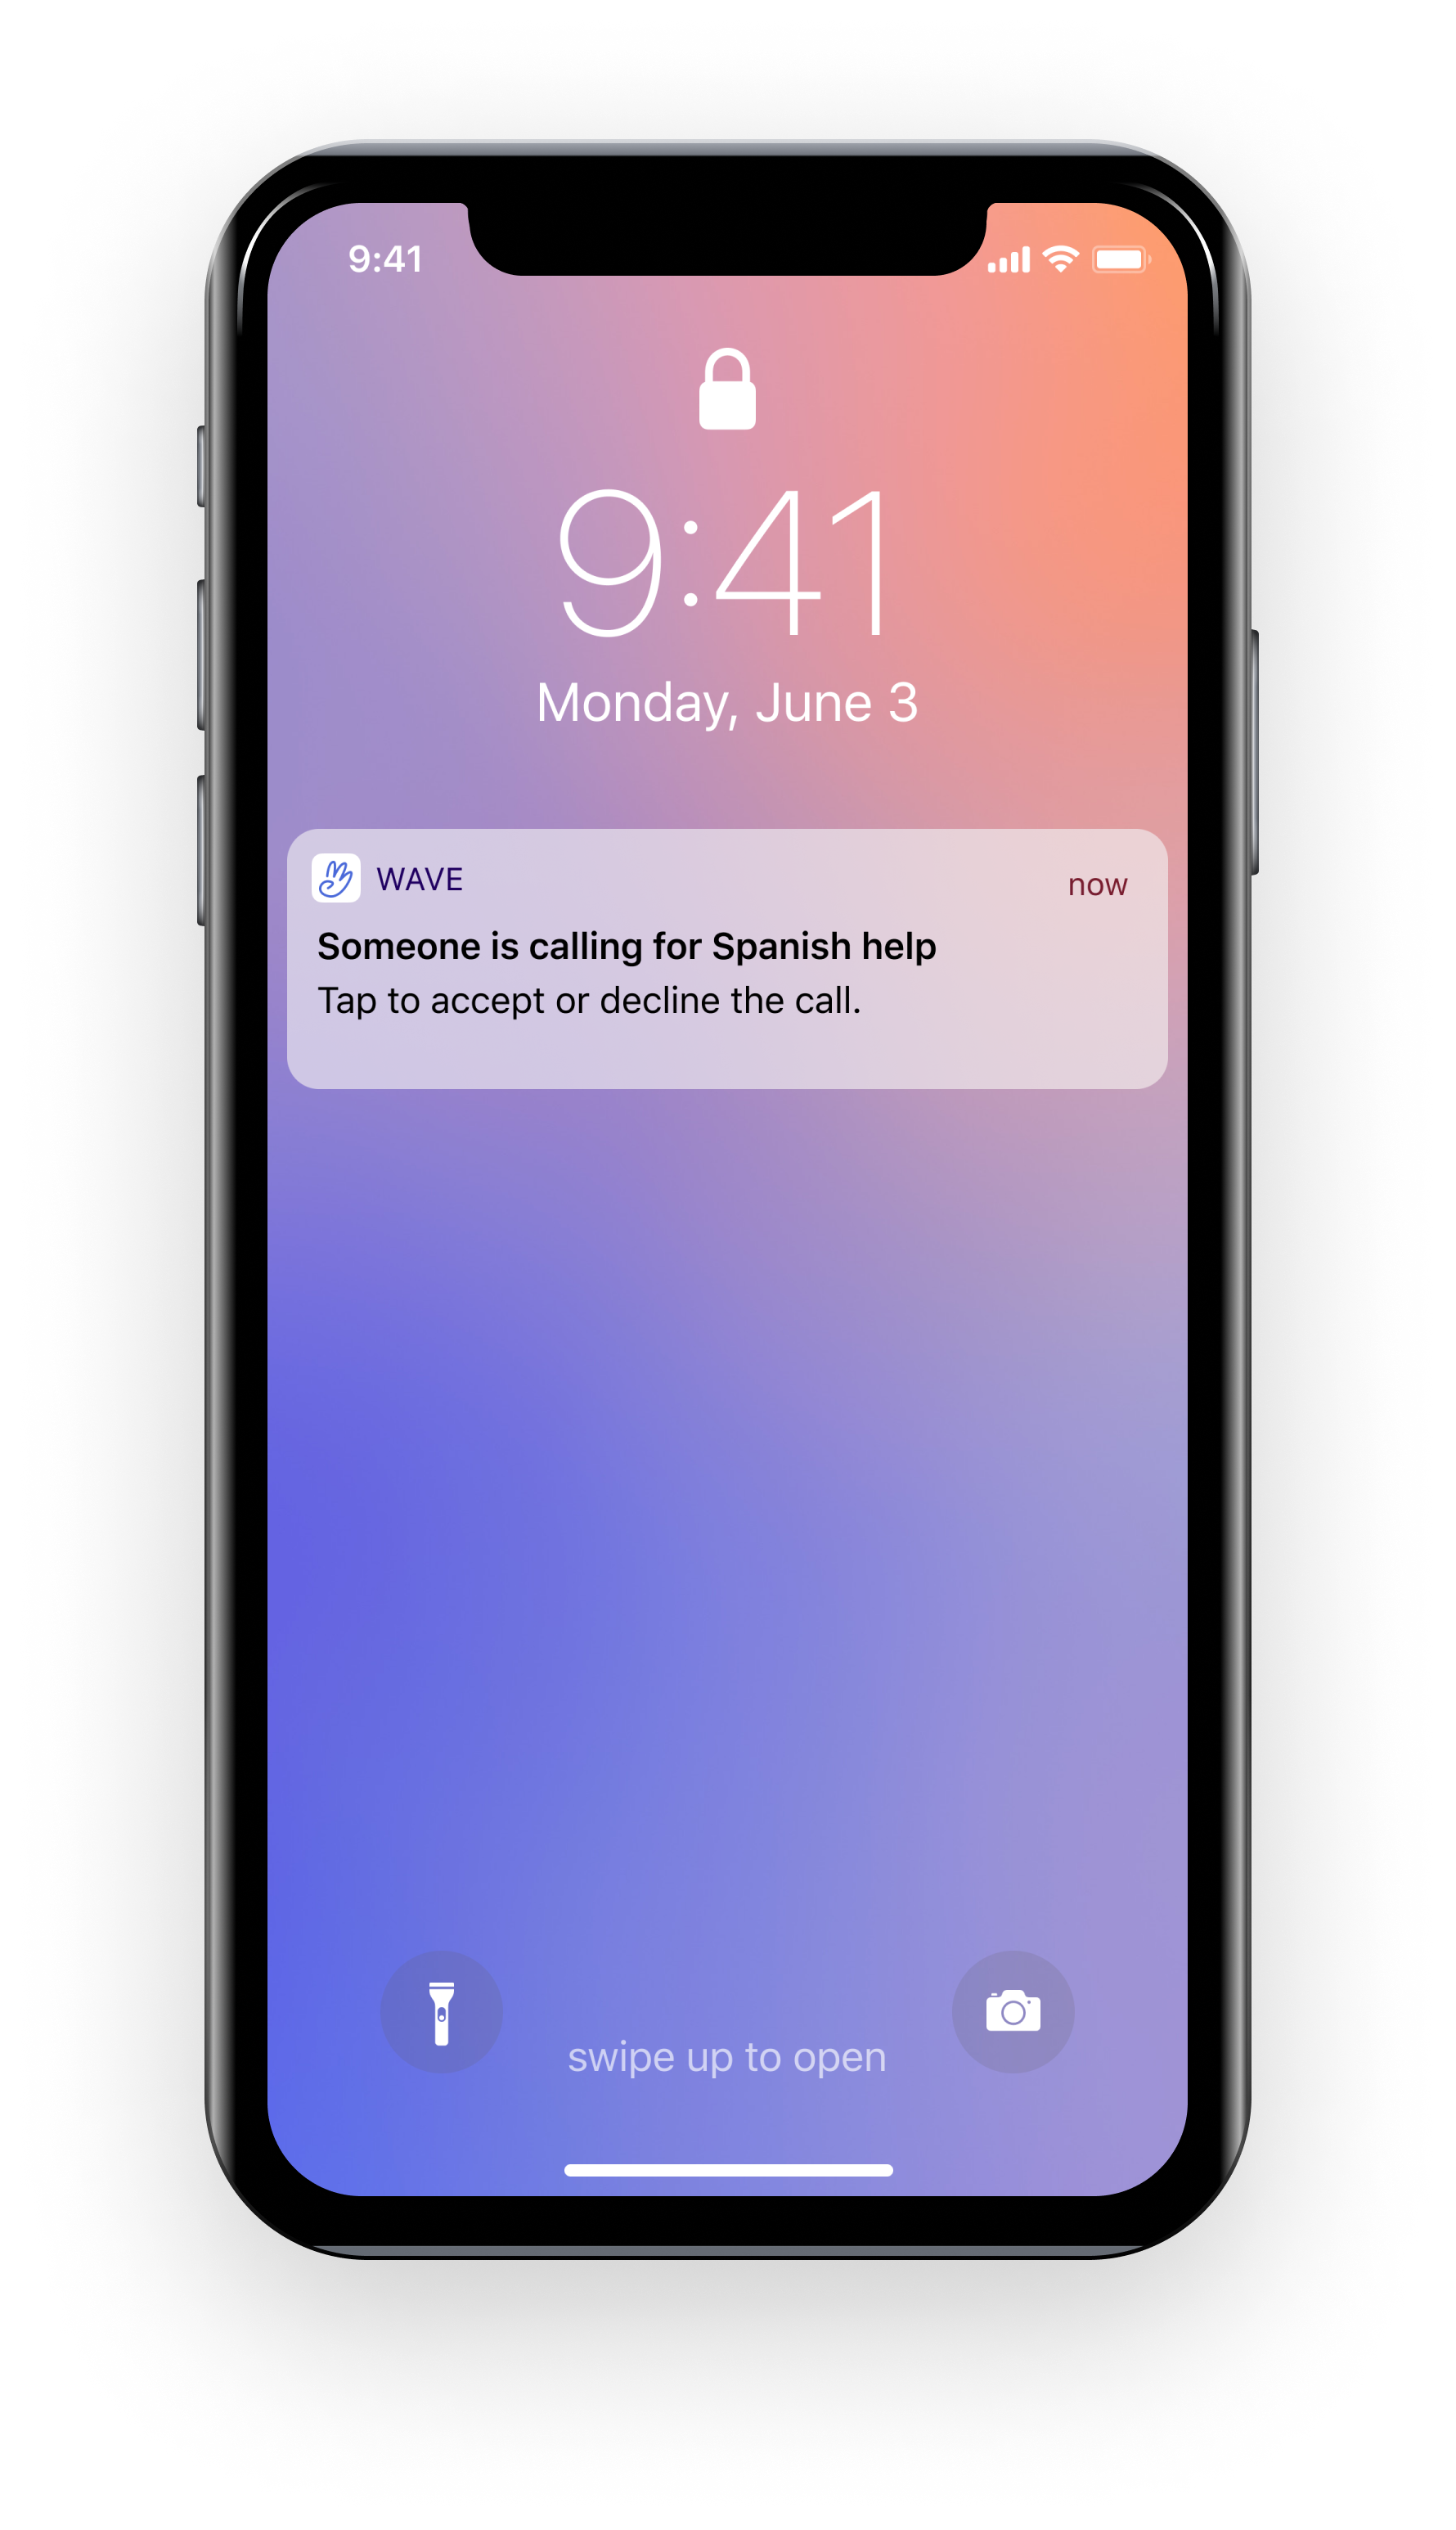 9:41
9:41
Monday, June 3
WAVE
now
Someone is calling for Spanish help
Tap to accept or decline the call.
swipe up to open